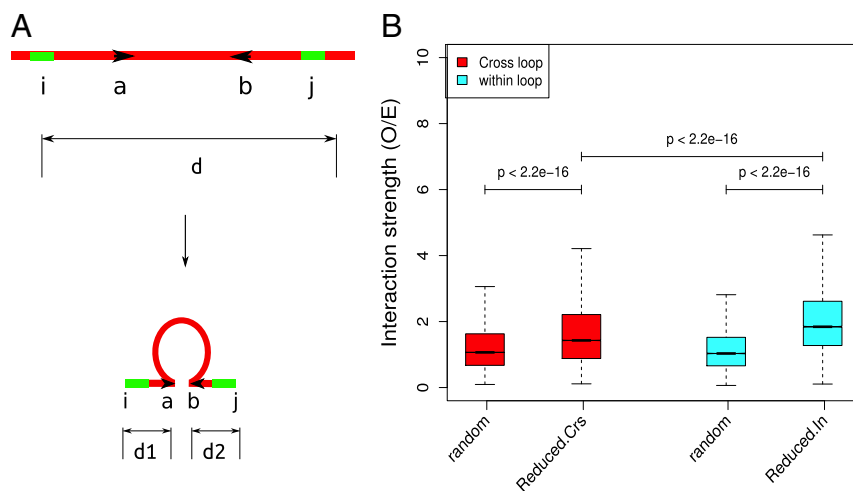 A
i a b j
d
i a b j
d1 d2
B
Interaction strength (O/E)
10
8
6
4
2
0
Cross loop
within loop
p < 2.2e−16
p < 2.2e−16
p < 2.2e−16
random
Reduced.Crs
random
Reduced.In